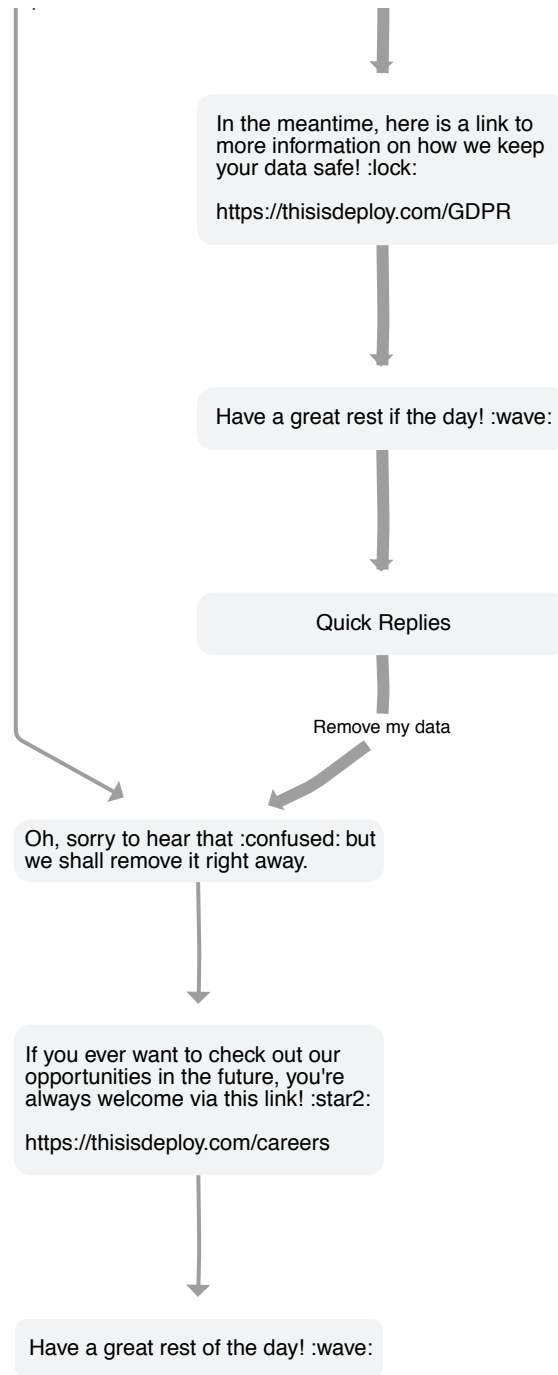 In the meantime, here is a link to
more information on how we keep
your data safe! :lock:
https://thisisdeploy.com/GDPR
Have a great rest if the day! :wave:
Quick Replies
Remove my data
Oh, sorry to hear that :confused: but
we shall remove it right away.
If you ever want to check out our
opportunities in the future, you're
always welcome via this link! :star2:
https://thisisdeploy.com/careers
Have a great rest of the day! :wave: